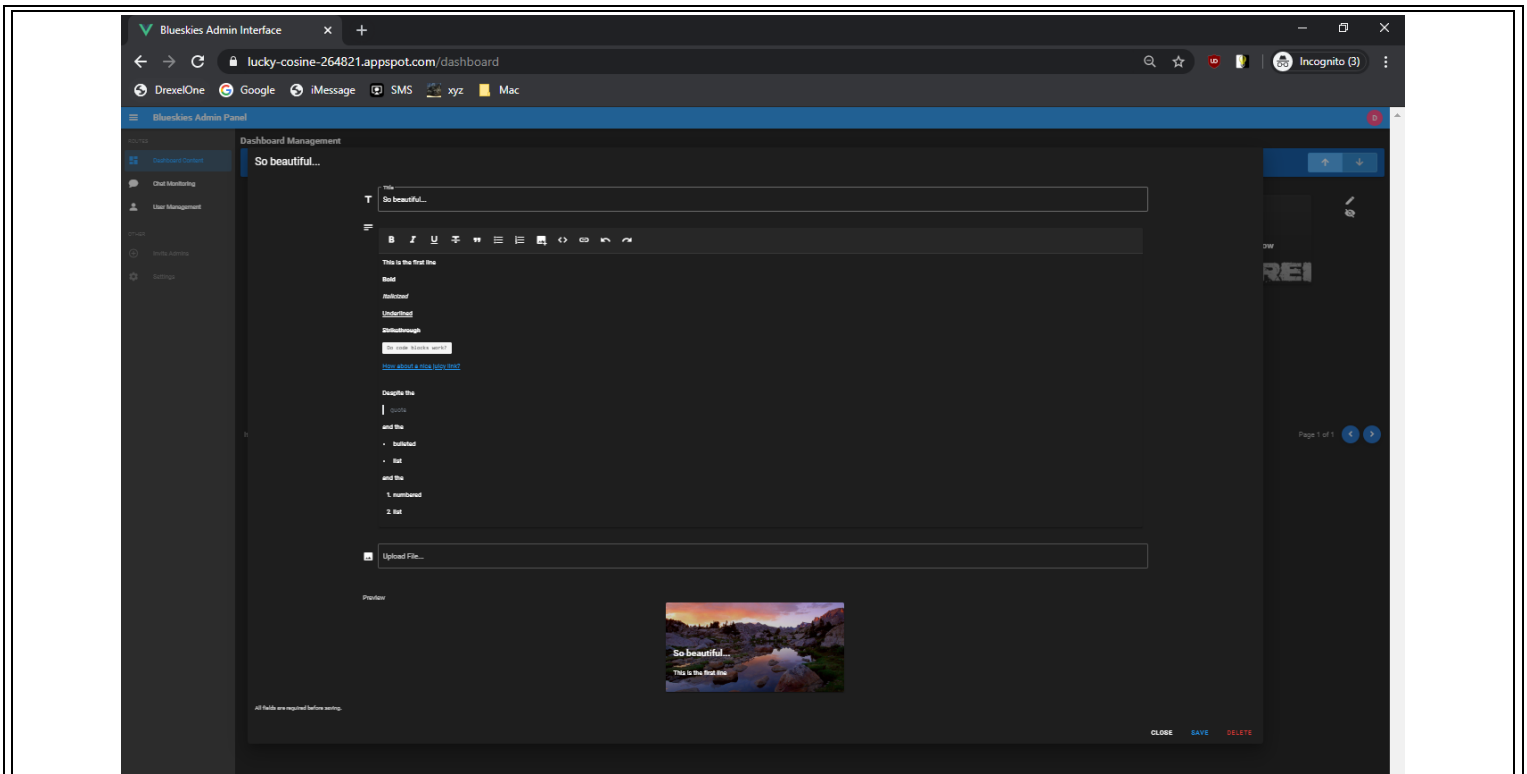 Blueskies Admin Interface
lucky-cosine-264821.appspot.com/dashboard
Incognito (3)
DrexelOne Google iMessage SMS xyz Mac
Blueskies Admin Panel
D
Dashboard Management
Dashboard Content
Chat Monitoring
User Management
OTHER
Invite Admins
Settings
So beautiful...
Title
So beautiful...
This is the first line
Bold
Italicized
Underlined
Strikethrough
Do code blocks work?
How about a nice juicy link?
Despite the
quote
and the
• bulleted
• list
and the
1. numbered
2. list
Upload File...
Preview
So beautiful...
This is the first line
All fields are required before saving.
CLOSE SAVE DELETE
Page 1 of 1